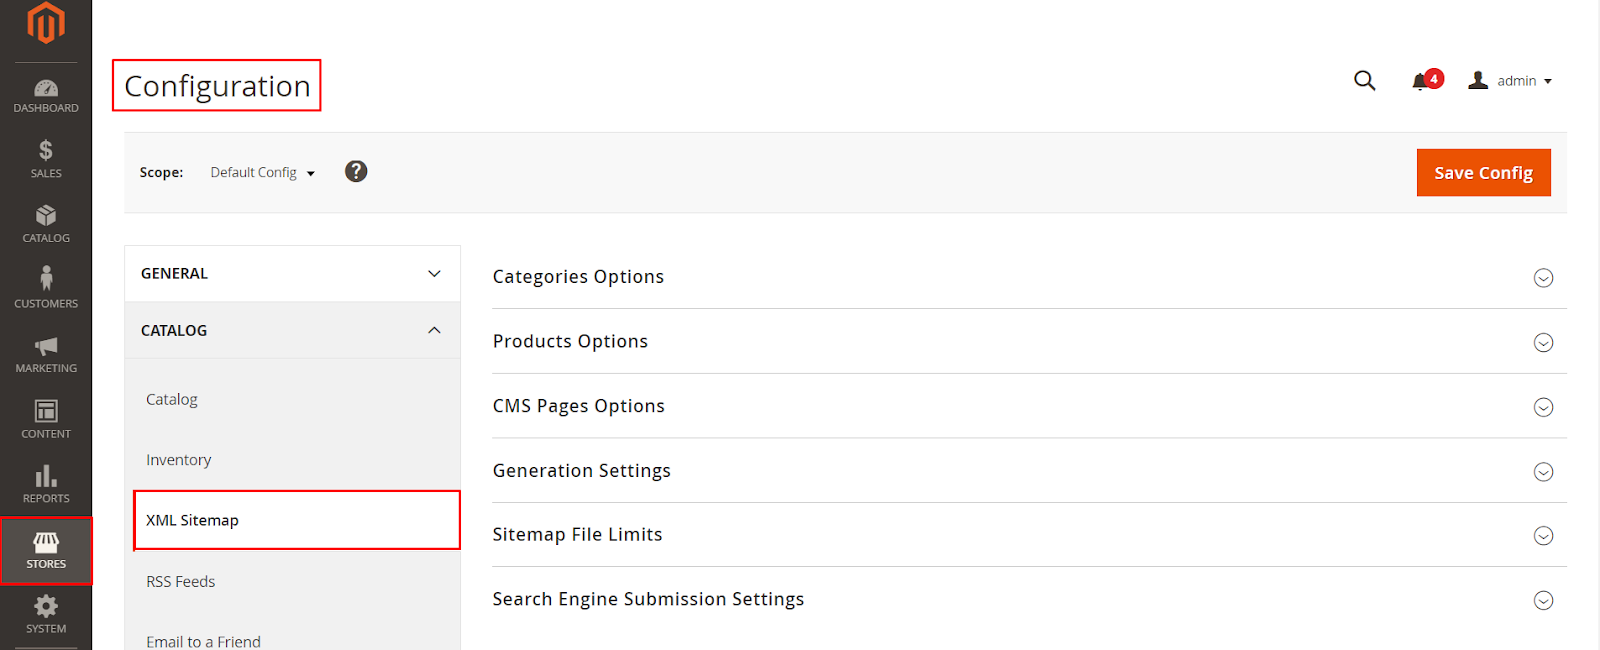 DASHBOARD
SALES
CATALOG
CUSTOMERS
MARKETING
CONTENT
REPORTS
STORES
SYSTEM
Configuration
4
admin
Scope: Default Config ?
Save Config
GENERAL
CATALOG
Catalog
Inventory
XML Sitemap
RSS Feeds
Email to a Friend
Categories Options
Products Options
CMS Pages Options
Generation Settings
Sitemap File Limits
Search Engine Submission Settings